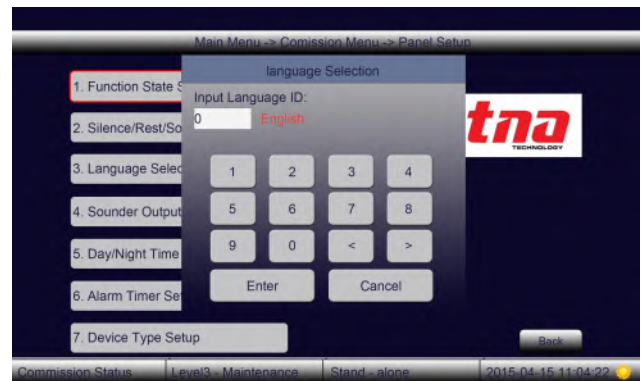 Main Menu -> Comission Menu -> Panel Setup
language Selection
1. Function State S
Input Language ID:
0 English
2. Silence/Rest/So
tna
TECHNOLOGY
3. Language Selec
1 2 3 4
4. Sounder Output
5 6 7 8
5. Day/Night Time
9 0 < >
6. Alarm Timer Set
Enter Cancel
7. Device Type Setup
Back
Commission Status Level3 - Maintenance Stand - alone 2015-04-15 11:04:22